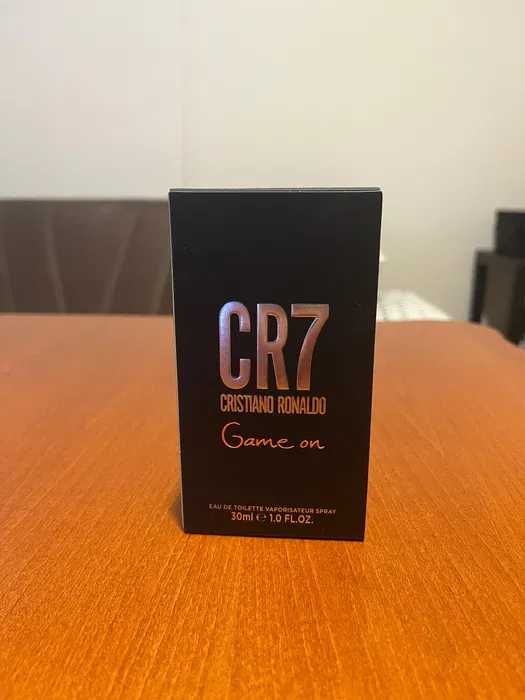 CR7
CRISTIANO RONALDO
Game on
EAU DE TOILETTE VAPORISATEUR SPRAY
30ml ℮ 1.0 FL.OZ.